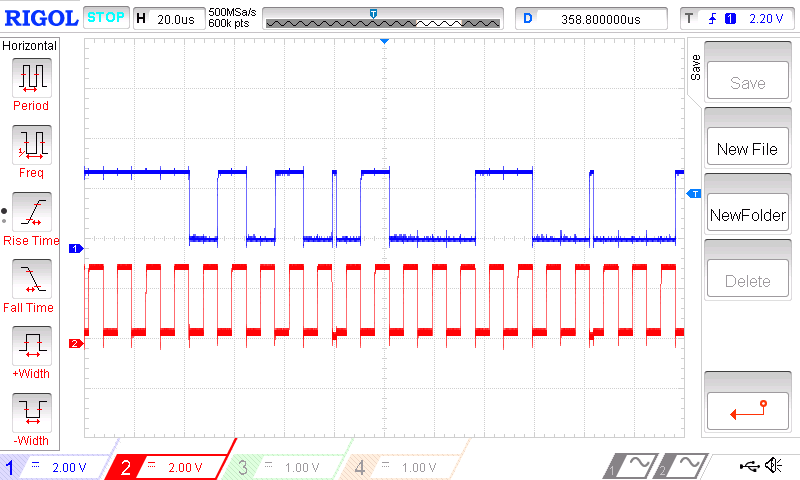 RIGOL STOP H 20.0us 500MSa/s
600k pts
D 358.800000us T 1 2.20 V
Horizontal
Period
Freq
Rise Time
Fall Time
+Width
-Width
T
T
1
2
Save
Save
New File
NewFolder
Delete
1 2.00 V 2 2.00 V 3 1.00 V 4 1.00 V 1 2